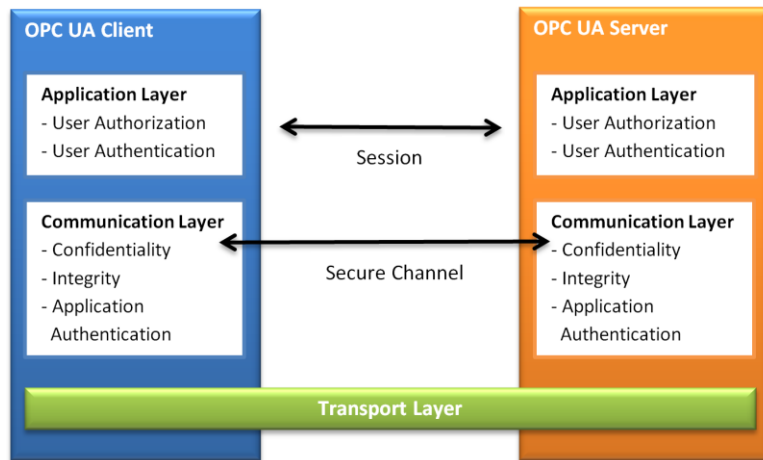 OPC UA Client
Application Layer
- User Authorization
- User Authentication
Communication Layer
- Confidentiality
- Integrity
- Application
Authentication
Session
Secure Channel
OPC UA Server
Application Layer
- User Authorization
- User Authentication
Communication Layer
- Confidentiality
- Integrity
- Application
Authentication
Transport Layer